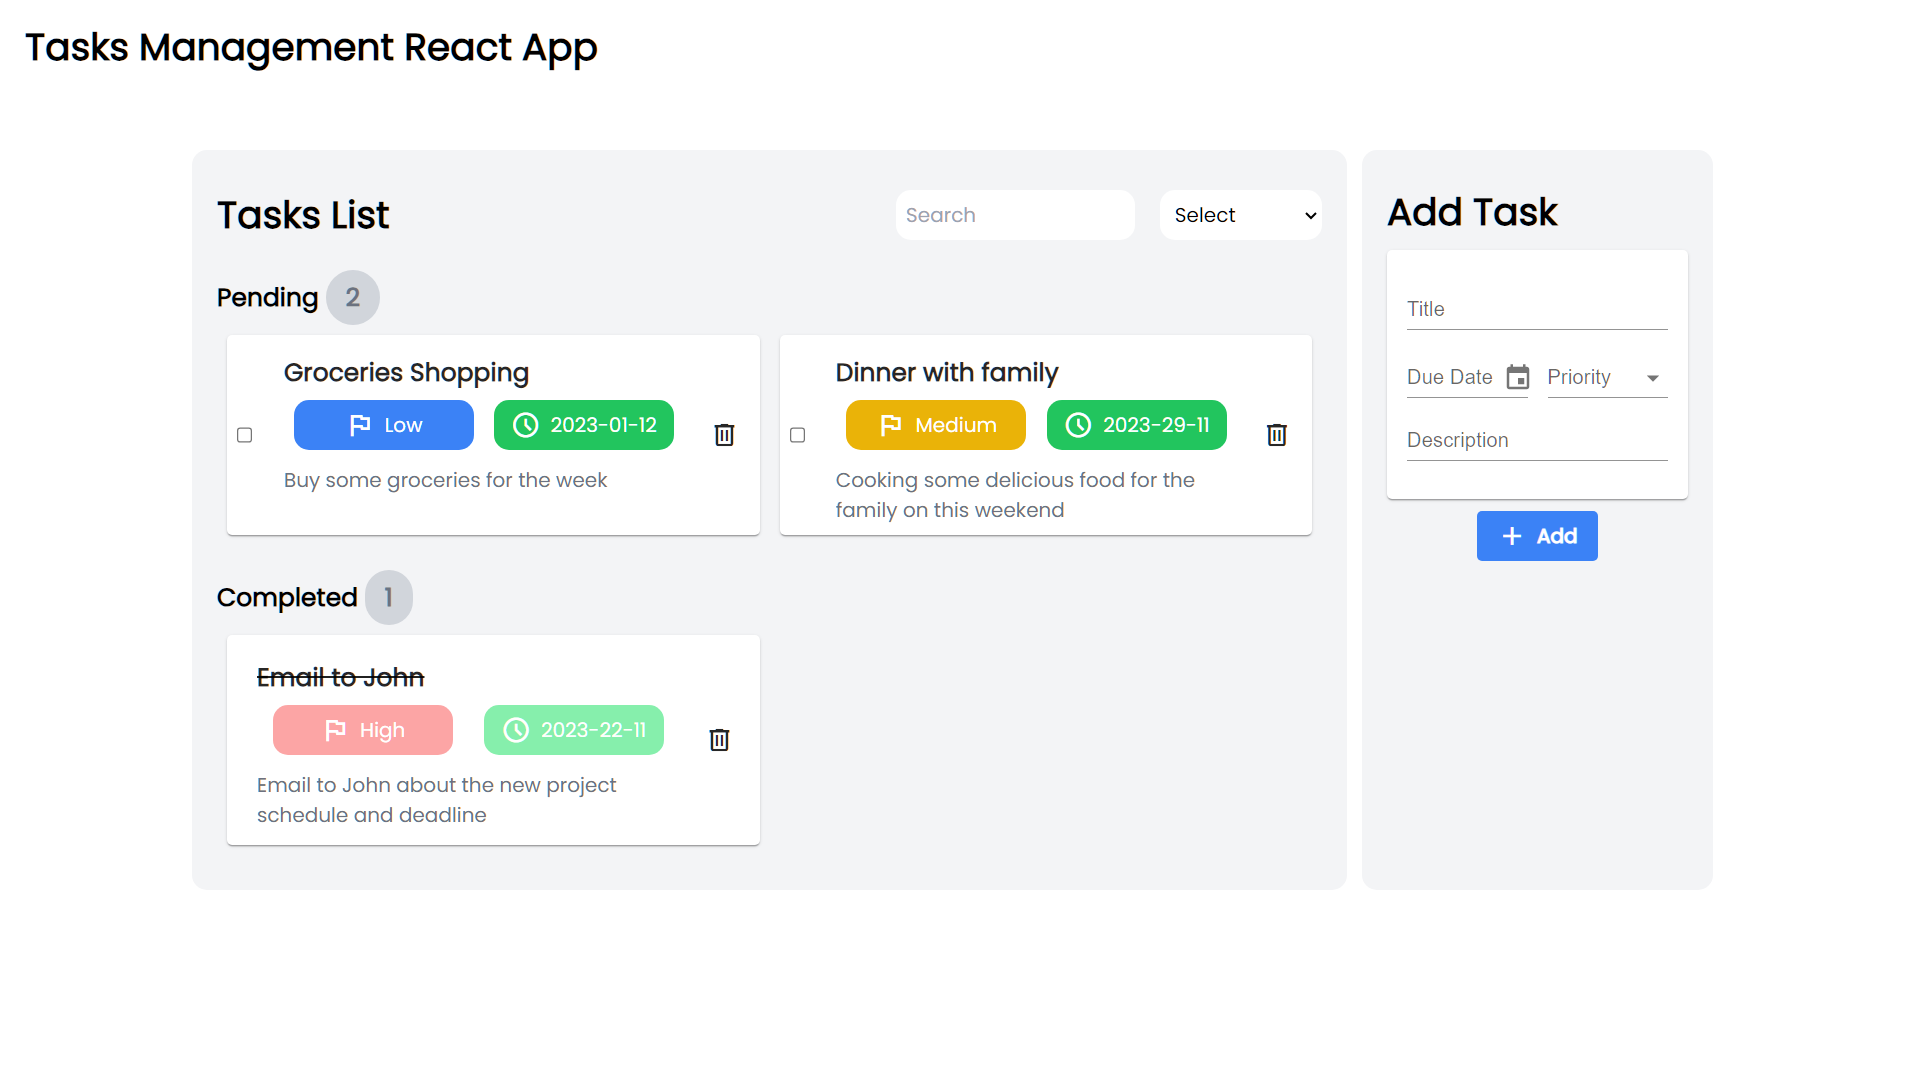 Tasks Management React App
Tasks List
Search
Select
Pending 2
Groceries Shopping
Low
2023-01-12
Buy some groceries for the week
Dinner with family
Medium
2023-29-11
Cooking some delicious food for the
family on this weekend
Completed 1
Email to John
High
2023-22-11
Email to John about the new project
schedule and deadline
Add Task
Title
Due Date
Priority
Description
+ Add